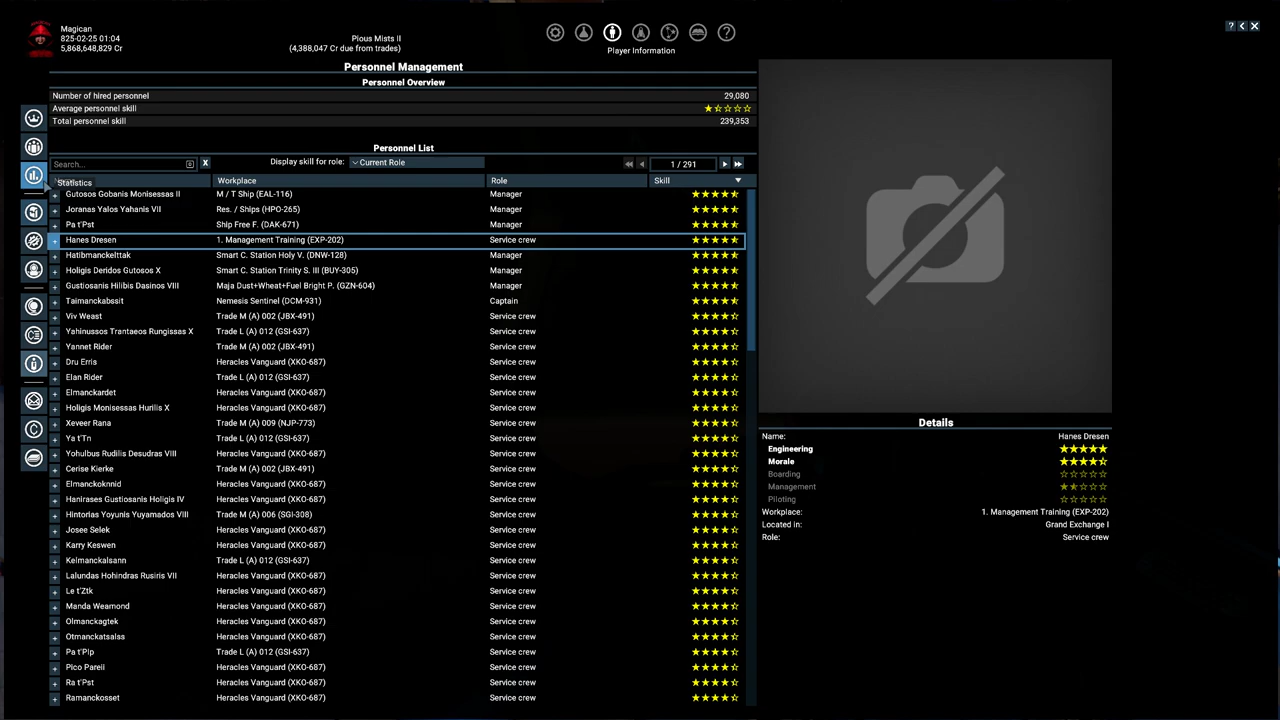 Magican
825-02-25 01:04
5,868,648,829 Cr
Pious Mists II
(4,388,047 Cr due from trades)
Player Information
Personnel Management
Personnel Overview
Number of hired personnel 29,080
Average personnel skill
Total personnel skill 239,353
Personnel List
Search... Display skill for role: Current Role 1 / 291
Statistics Workplace Role Skill
Gutosos Gobanis Monisessas II M / T Ship (EAL-116) Manager
Joranas Yalos Yahanis VII Res. / Ships (HPO-265) Manager
Pa t'Pst Ship Free F. (DAK-671) Manager
Hanes Dresen 1. Management Training (EXP-202) Service crew
Hatibmanckelttak Smart C. Station Holy V. (DNW-128) Manager
Holigis Deridos Gutosos X Smart C. Station Trinity S. III (BUY-305) Manager
Gustiosanis Hilibis Dasinos VIII Maja Dust+Wheat+Fuel Bright P. (GZN-604) Manager
Taimanckabssit Nemesis Sentinel (DCM-931) Captain
Viv Weast Trade M (A) 002 (JBX-491) Service crew
Yahinussos Trantaeos Rungissas X Trade L (A) 012 (GSI-637) Service crew
Yannet Rider Trade M (A) 002 (JBX-491) Service crew
Dru Erris Heracles Vanguard (XKO-687) Service crew
Elan Rider Trade L (A) 012 (GSI-637) Service crew
Elmanckardet Heracles Vanguard (XKO-687) Service crew
Holigis Monisessas Hurilis X Heracles Vanguard (XKO-687) Service crew
Xeveer Rana Trade M (A) 009 (NJP-773) Service crew
Ya t'Tn Trade L (A) 012 (GSI-637) Service crew
Yohulbus Rudilis Desudras VIII Heracles Vanguard (XKO-687) Service crew
Cerise Kierke Trade M (A) 002 (JBX-491) Service crew
Elmanckoknnid Heracles Vanguard (XKO-687) Service crew
Hanirases Gustiosanis Holigis IV Heracles Vanguard (XKO-687) Service crew
Hintorias Yoyunis Yuyamados VIII Trade M (A) 006 (SGI-308) Service crew
Josee Selek Heracles Vanguard (XKO-687) Service crew
Karry Keswen Heracles Vanguard (XKO-687) Service crew
Kelmanckalsann Trade L (A) 012 (GSI-637) Service crew
Lalundas Hohindras Rusiris VII Heracles Vanguard (XKO-687) Service crew
Le t'Ztk Heracles Vanguard (XKO-687) Service crew
Manda Weamond Heracles Vanguard (XKO-687) Service crew
Olmanckagtek Heracles Vanguard (XKO-687) Service crew
Otmanckatsalss Heracles Vanguard (XKO-687) Service crew
Pa t'Pip Trade L (A) 012 (GSI-637) Service crew
Pico Pareii Heracles Vanguard (XKO-687) Service crew
Ra t'Pst Heracles Vanguard (XKO-687) Service crew
Ramanckosset Heracles Vanguard (XKO-687) Service crew
Details
Name: Hanes Dresen
Engineering
Morale
Boarding
Management
Piloting
Workplace: 1. Management Training (EXP-202)
Located in: Grand Exchange I
Role: Service crew